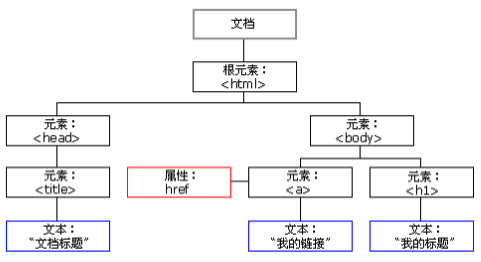 文档
根元素：
<html>
元素：
<head>
元素：
<body>
元素：
<title>
属性：
href
元素：
<a>
元素：
<h1>
文本：
"文档标题"
文本：
"我的链接"
文本：
"我的标题"